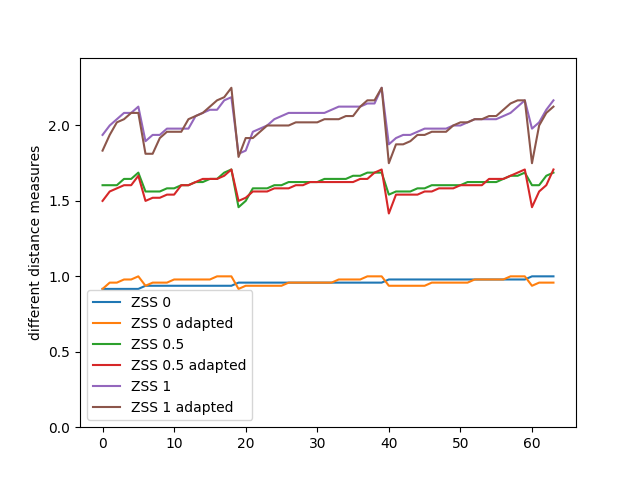 different distance measures
2.0
1.5
1.0
0.5
0.0
ZSS 0
ZSS 0 adapted
ZSS 0.5
ZSS 0.5 adapted
ZSS 1
ZSS 1 adapted
0 10 20 30 40 50 60